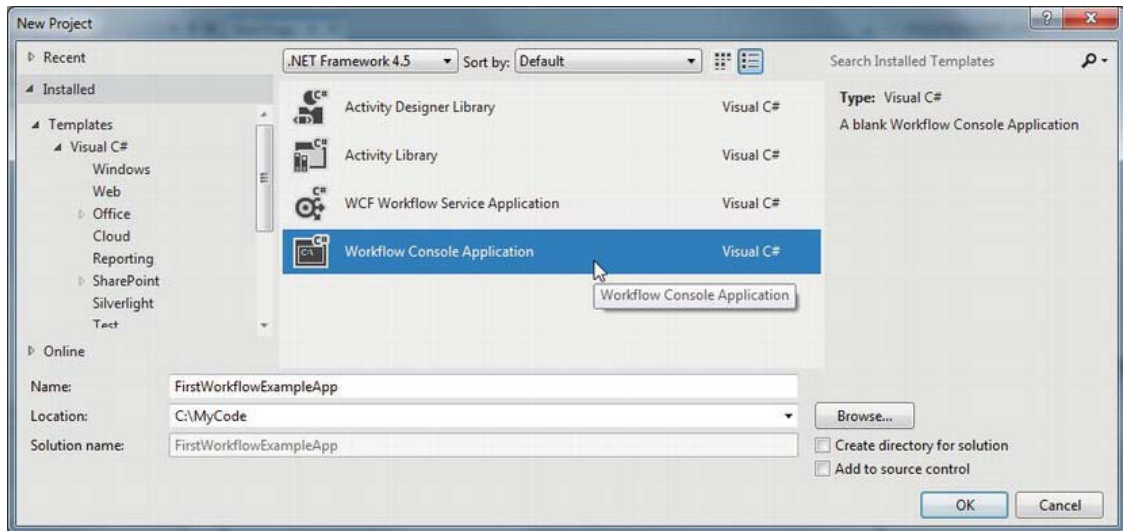 New Project
Recent
.NET Framework 4.5
Sort by: Default
Search Installed Templates
Installed
Templates
Visual C#
Windows
Web
Office
Cloud
Reporting
SharePoint
Silverlight
Test
Online
Activity Designer Library Visual C#
Activity Library Visual C#
WCF Workflow Service Application Visual C#
Workflow Console Application Visual C#
Workflow Console Application
Type: Visual C#
A blank Workflow Console Application
Name: FirstWorkflowExampleApp
Location: C:\MyCode
Browse...
Solution name: FirstWorkflowExampleApp
Create directory for solution
Add to source control
OK
Cancel